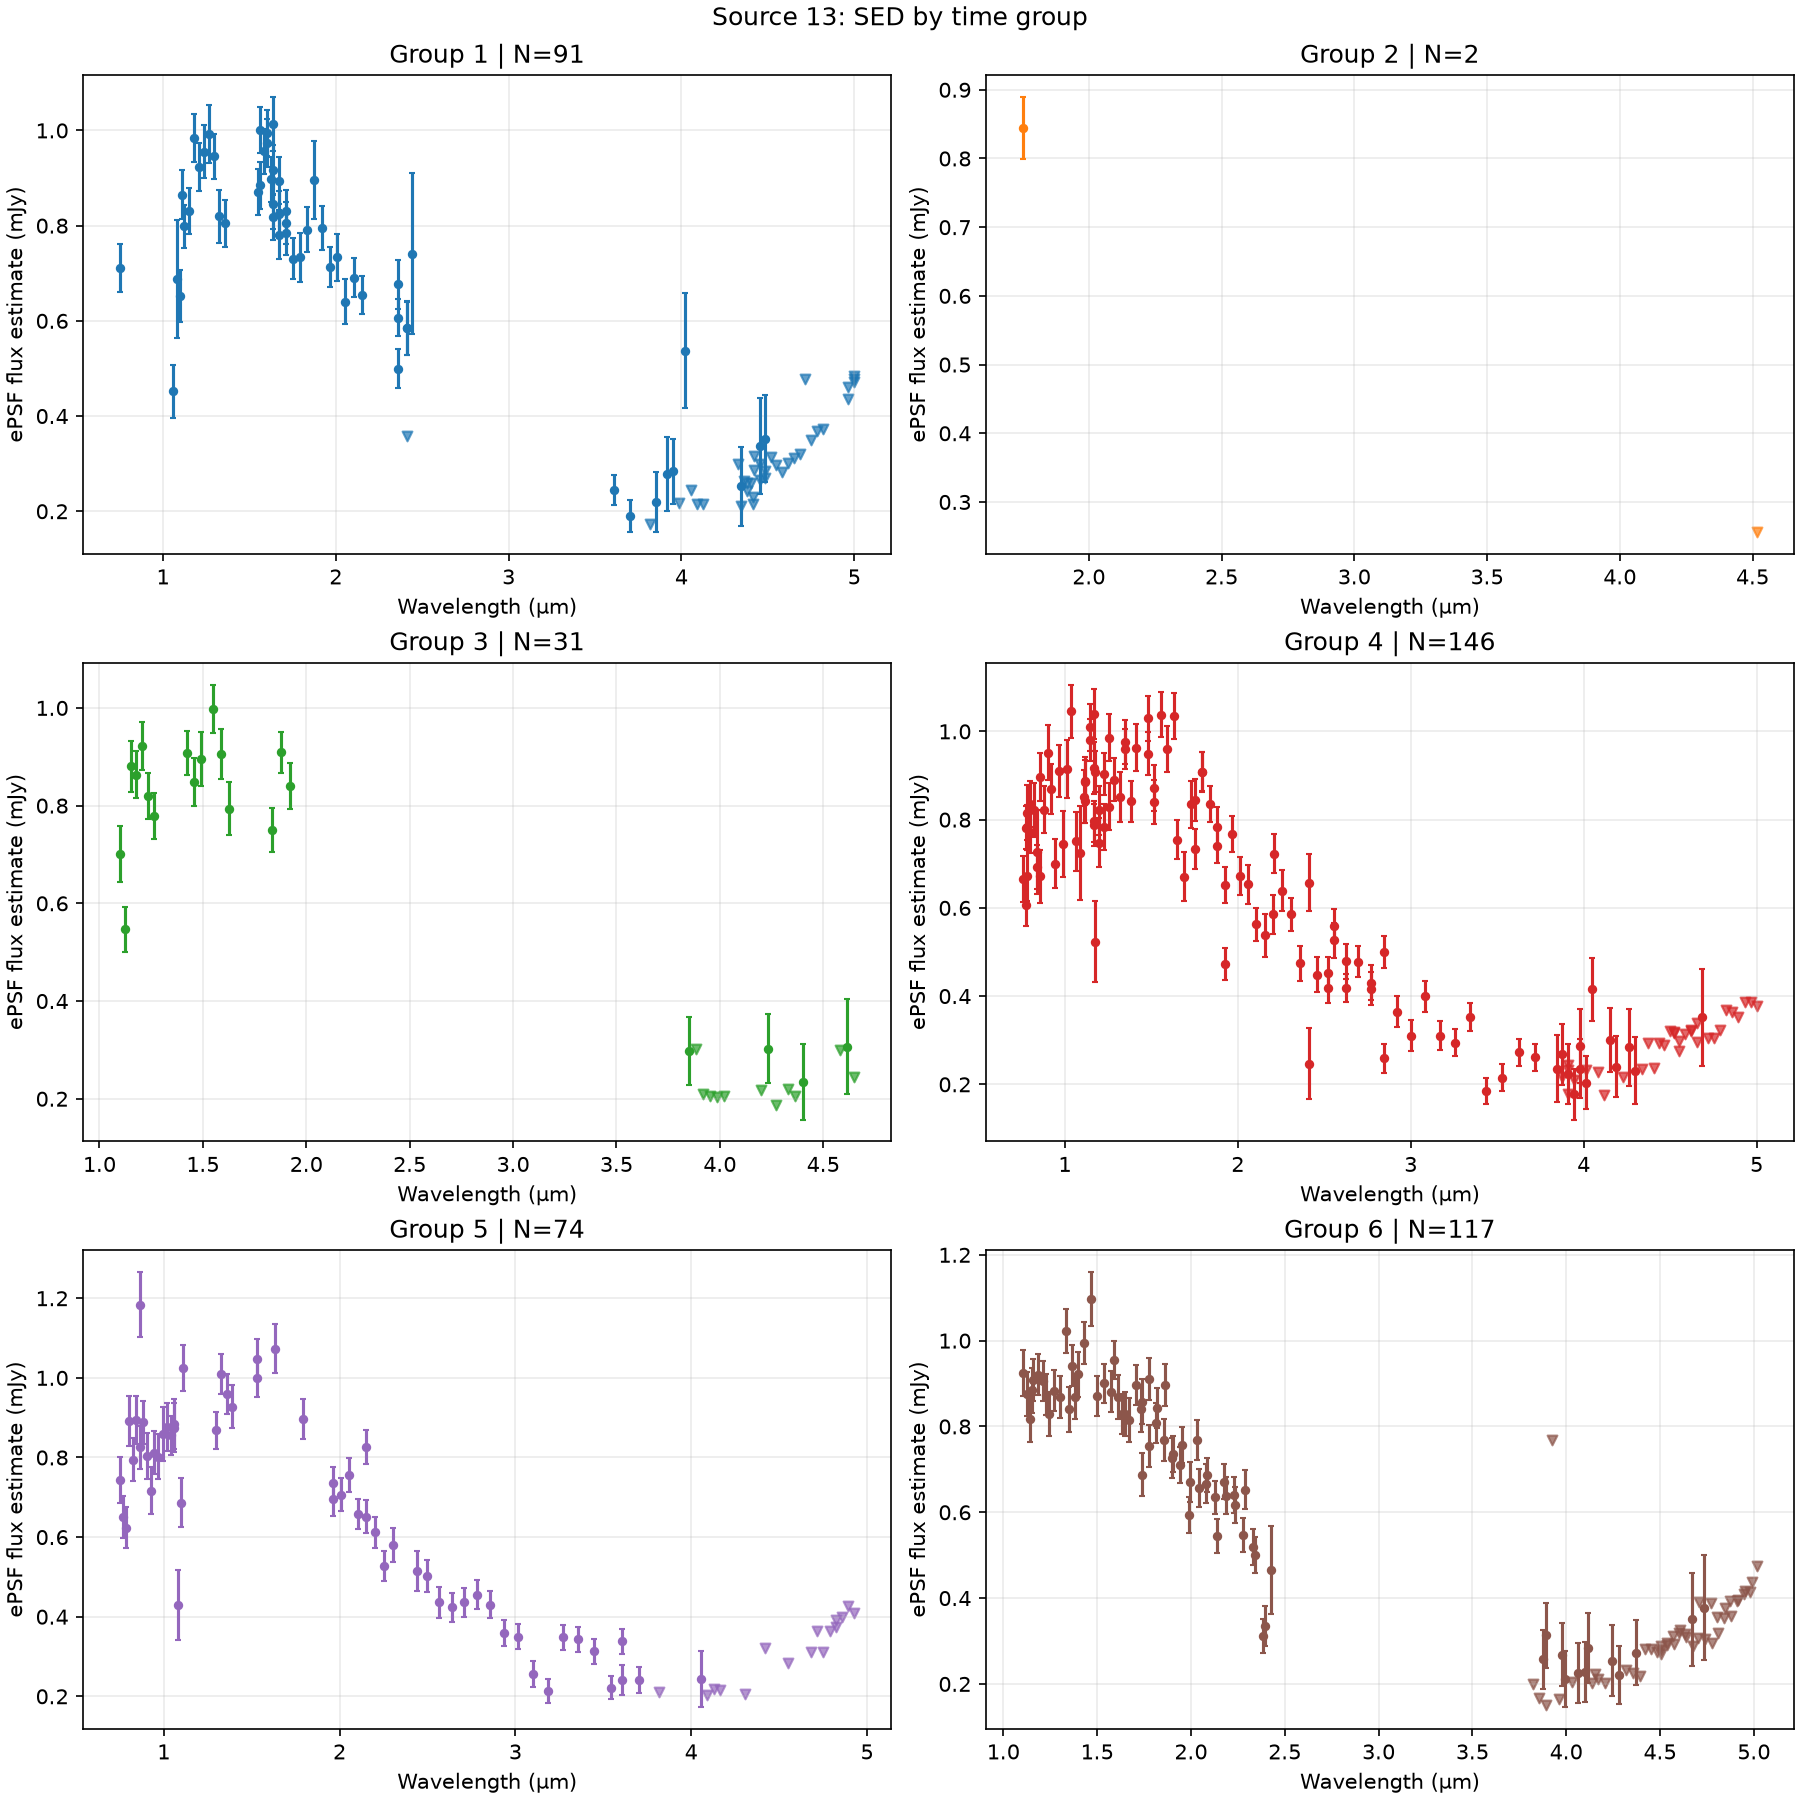 Source 13: SED by time group
Group 1 | N=91
ePSF flux estimate (mJy)
1.0
0.8
0.6
0.4
0.2
1 2 3 4 5
Wavelength (µm)
Group 2 | N=2
ePSF flux estimate (mJy)
0.9
0.8
0.7
0.6
0.5
0.4
0.3
2.0 2.5 3.0 3.5 4.0 4.5
Wavelength (µm)
Group 3 | N=31
ePSF flux estimate (mJy)
1.0
0.8
0.6
0.4
0.2
1.0 1.5 2.0 2.5 3.0 3.5 4.0 4.5
Wavelength (µm)
Group 4 | N=146
ePSF flux estimate (mJy)
1.0
0.8
0.6
0.4
0.2
1 2 3 4 5
Wavelength (µm)
Group 5 | N=74
ePSF flux estimate (mJy)
1.2
1.0
0.8
0.6
0.4
0.2
1 2 3 4 5
Wavelength (µm)
Group 6 | N=117
ePSF flux estimate (mJy)
1.2
1.0
0.8
0.6
0.4
0.2
1.0 1.5 2.0 2.5 3.0 3.5 4.0 4.5 5.0
Wavelength (µm)